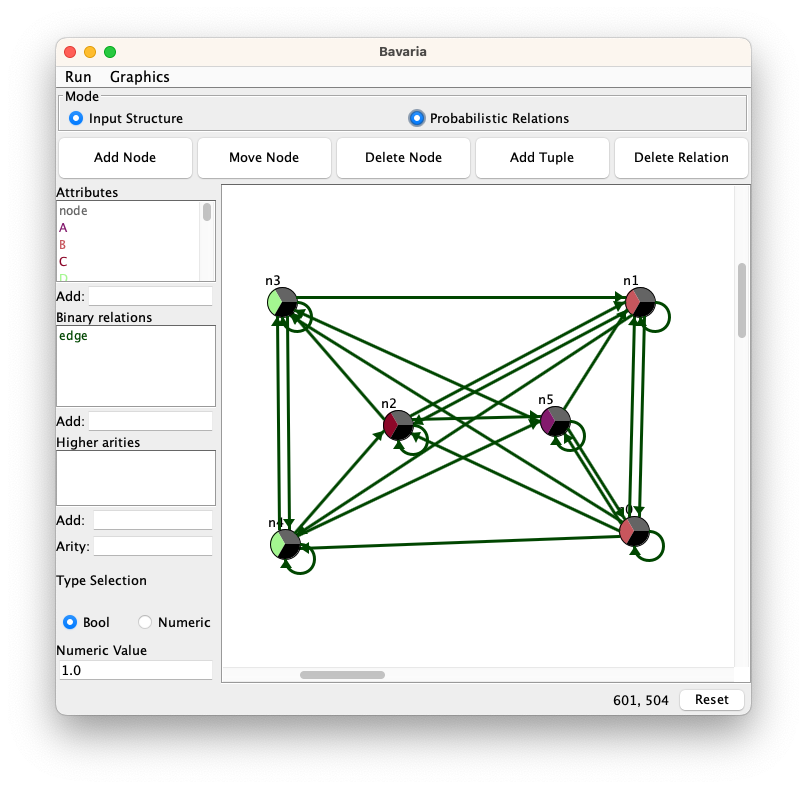 Bavaria
Run Graphics
Mode
Input Structure Probabilistic Relations
Add Node Move Node Delete Node Add Tuple Delete Relation
Attributes
node
A
B
C
D
Add:
Binary relations
edge
Add:
Higher arities
Add:
Arity:
Type Selection
Bool Numeric
Numeric Value
1.0
n3
n1
n2
n5
n4
n0
601, 504 Reset